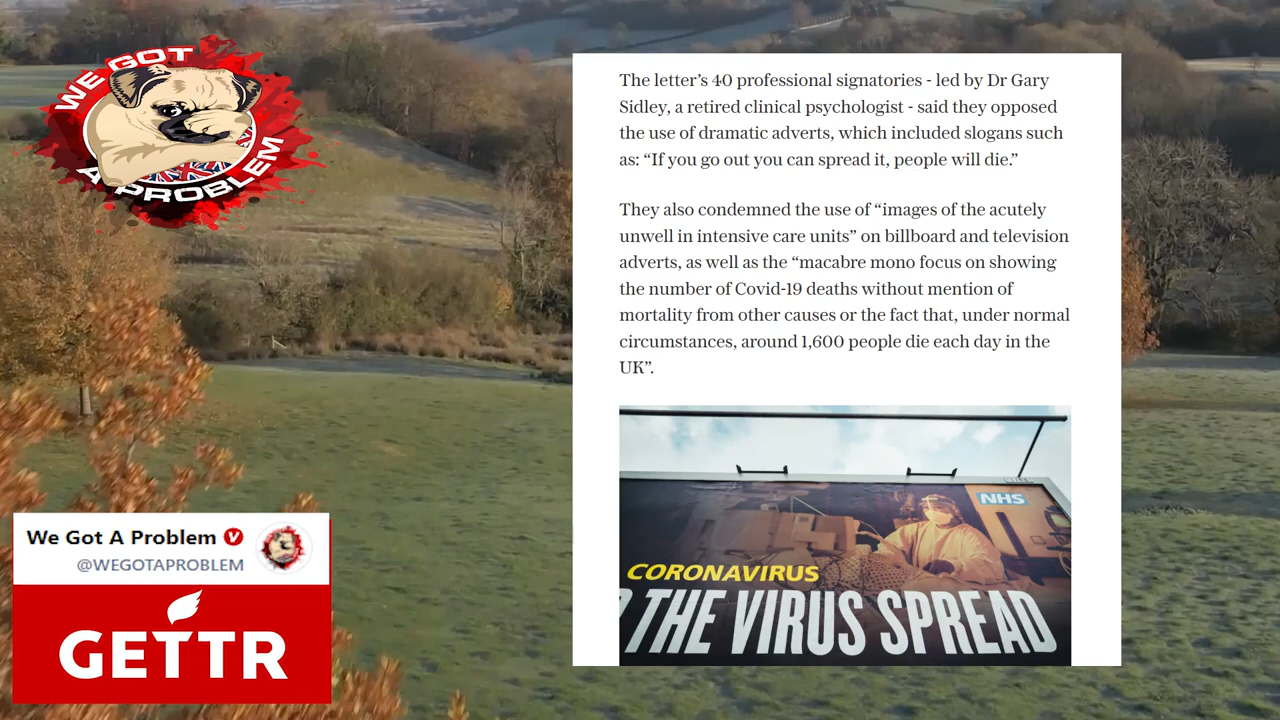 WE GOT
A PROBLEM
The letter’s 40 professional signatories - led by Dr Gary
Sidley, a retired clinical psychologist - said they opposed
the use of dramatic adverts, which included slogans such
as: “If you go out you can spread it, people will die.”
They also condemned the use of “images of the acutely
unwell in intensive care units” on billboard and television
adverts, as well as the “macabre mono focus on showing
the number of Covid-19 deaths without mention of
mortality from other causes or the fact that, under normal
circumstances, around 1,600 people die each day in the
UK”.
NHS
CORONAVIRUS
THE VIRUS SPREAD
We Got A Problem
@WEGOTAPROBLEM
GETTR